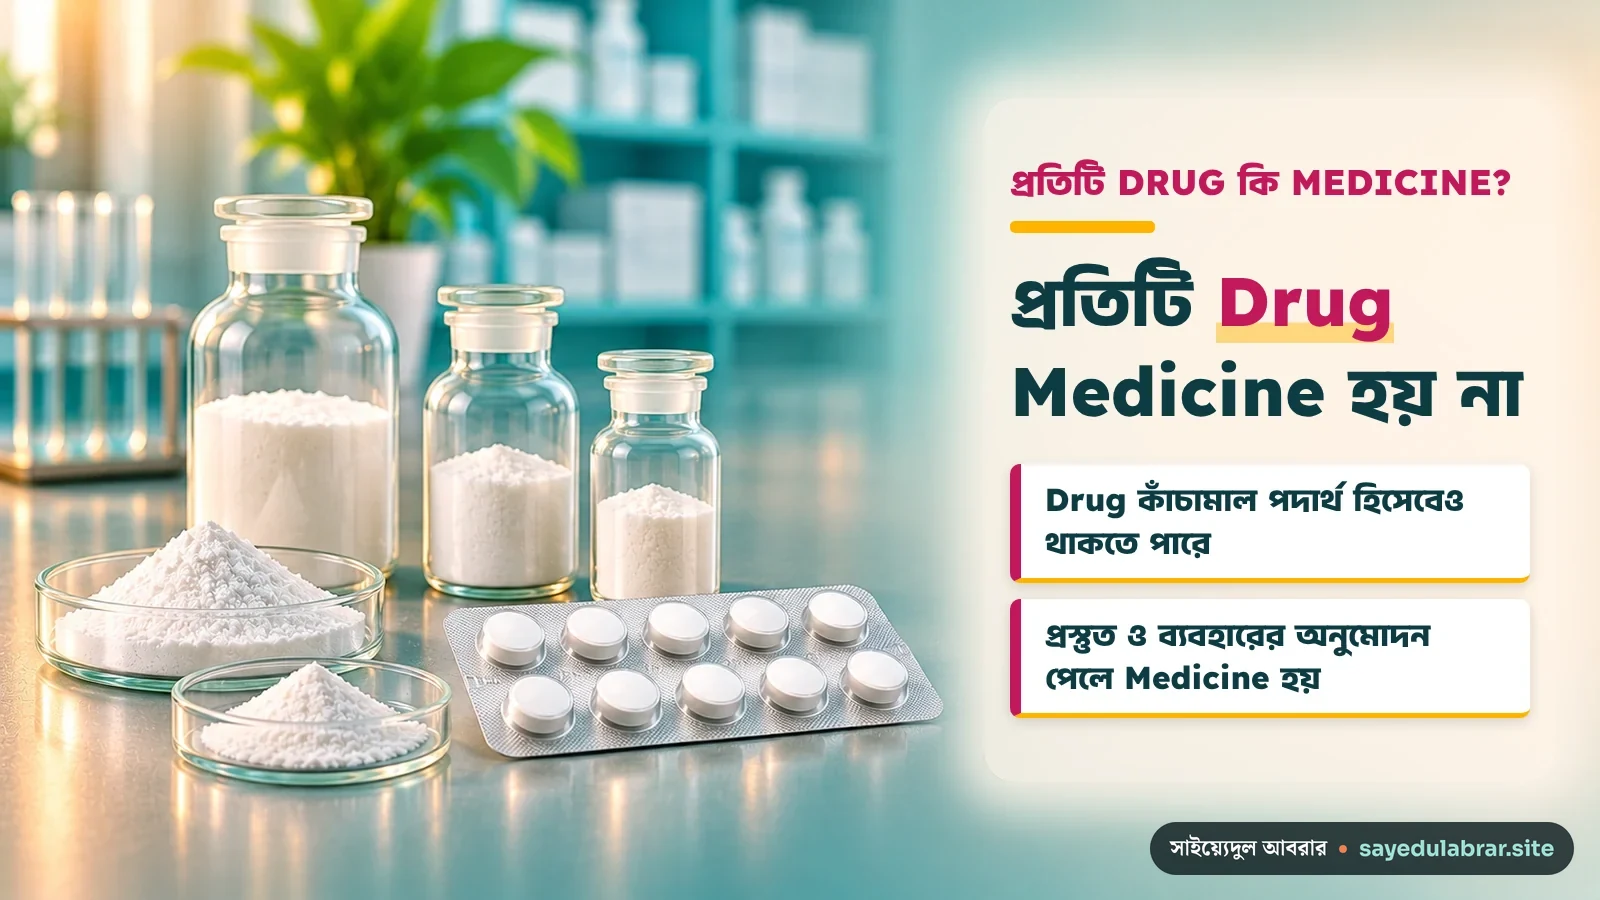 প্রতিটি DRUG কি MEDICINE?
প্রতিটি Drug
Medicine হয় না
Drug কাঁচামাল পদার্থ হিসেবেও
থাকতে পারে
প্রস্তুত ও ব্যবহারের অনুমোদন
পেলে Medicine হয়
সাইয়্যেদুল আবরার • sayedulabrar.site